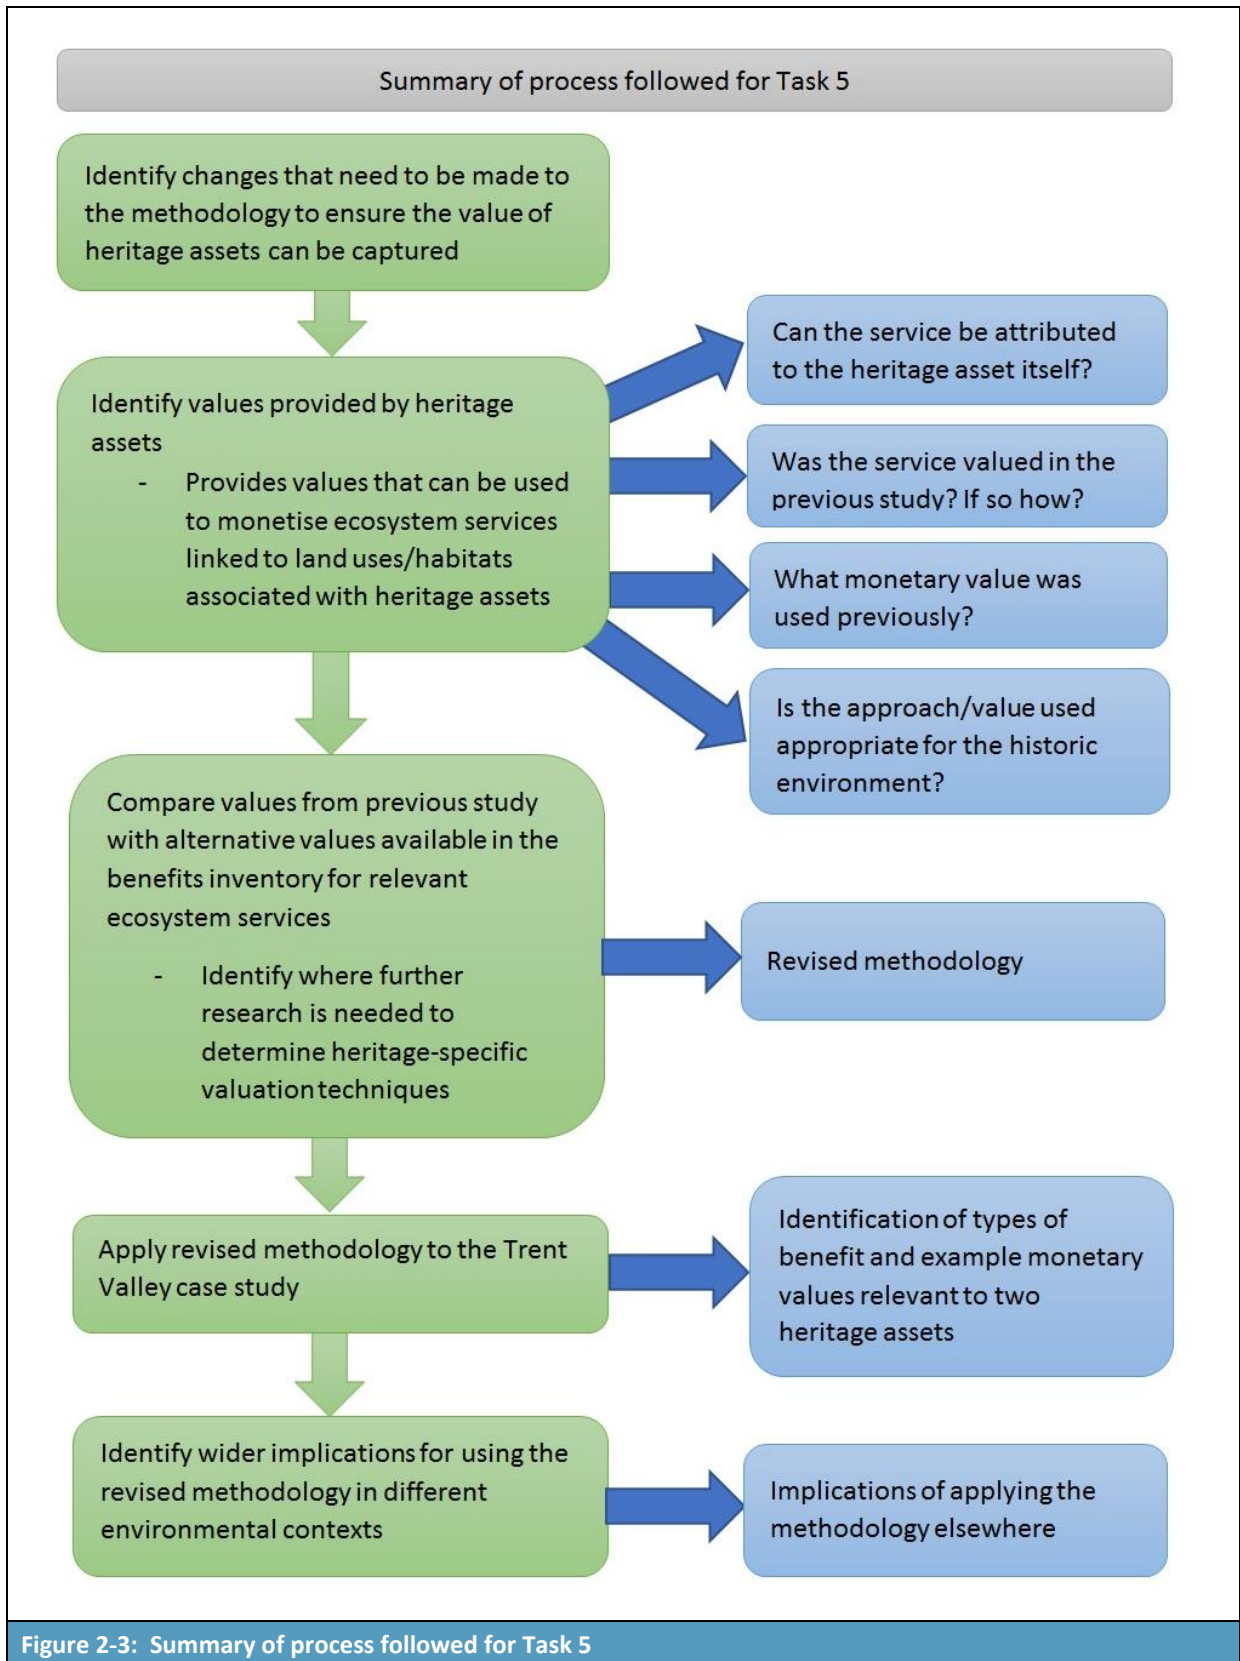 Summary of process followed for Task 5
Identify changes that need to be made to
the methodology to ensure the value of
heritage assets can be captured
Identify values provided by heritage
assets
- Provides values that can be used
to monetise ecosystem services
linked to land uses/habitats
associated with heritage assets
Can the service be attributed
to the heritage asset itself?
Was the service valued in the
previous study? If so how?
What monetary value was
used previously?
Is the approach/value used
appropriate for the historic
environment?
Compare values from previous study
with alternative values available in the
benefits inventory for relevant
ecosystem services
- Identify where further
research is needed to
determine heritage-specific
valuation techniques
Revised methodology
Apply revised methodology to the Trent
Valley case study
Identification of types of
benefit and example monetary
values relevant to two
heritage assets
Identify wider implications for using the
revised methodology in different
environmental contexts
Implications of applying the
methodology elsewhere
Figure 2-3: Summary of process followed for Task 5